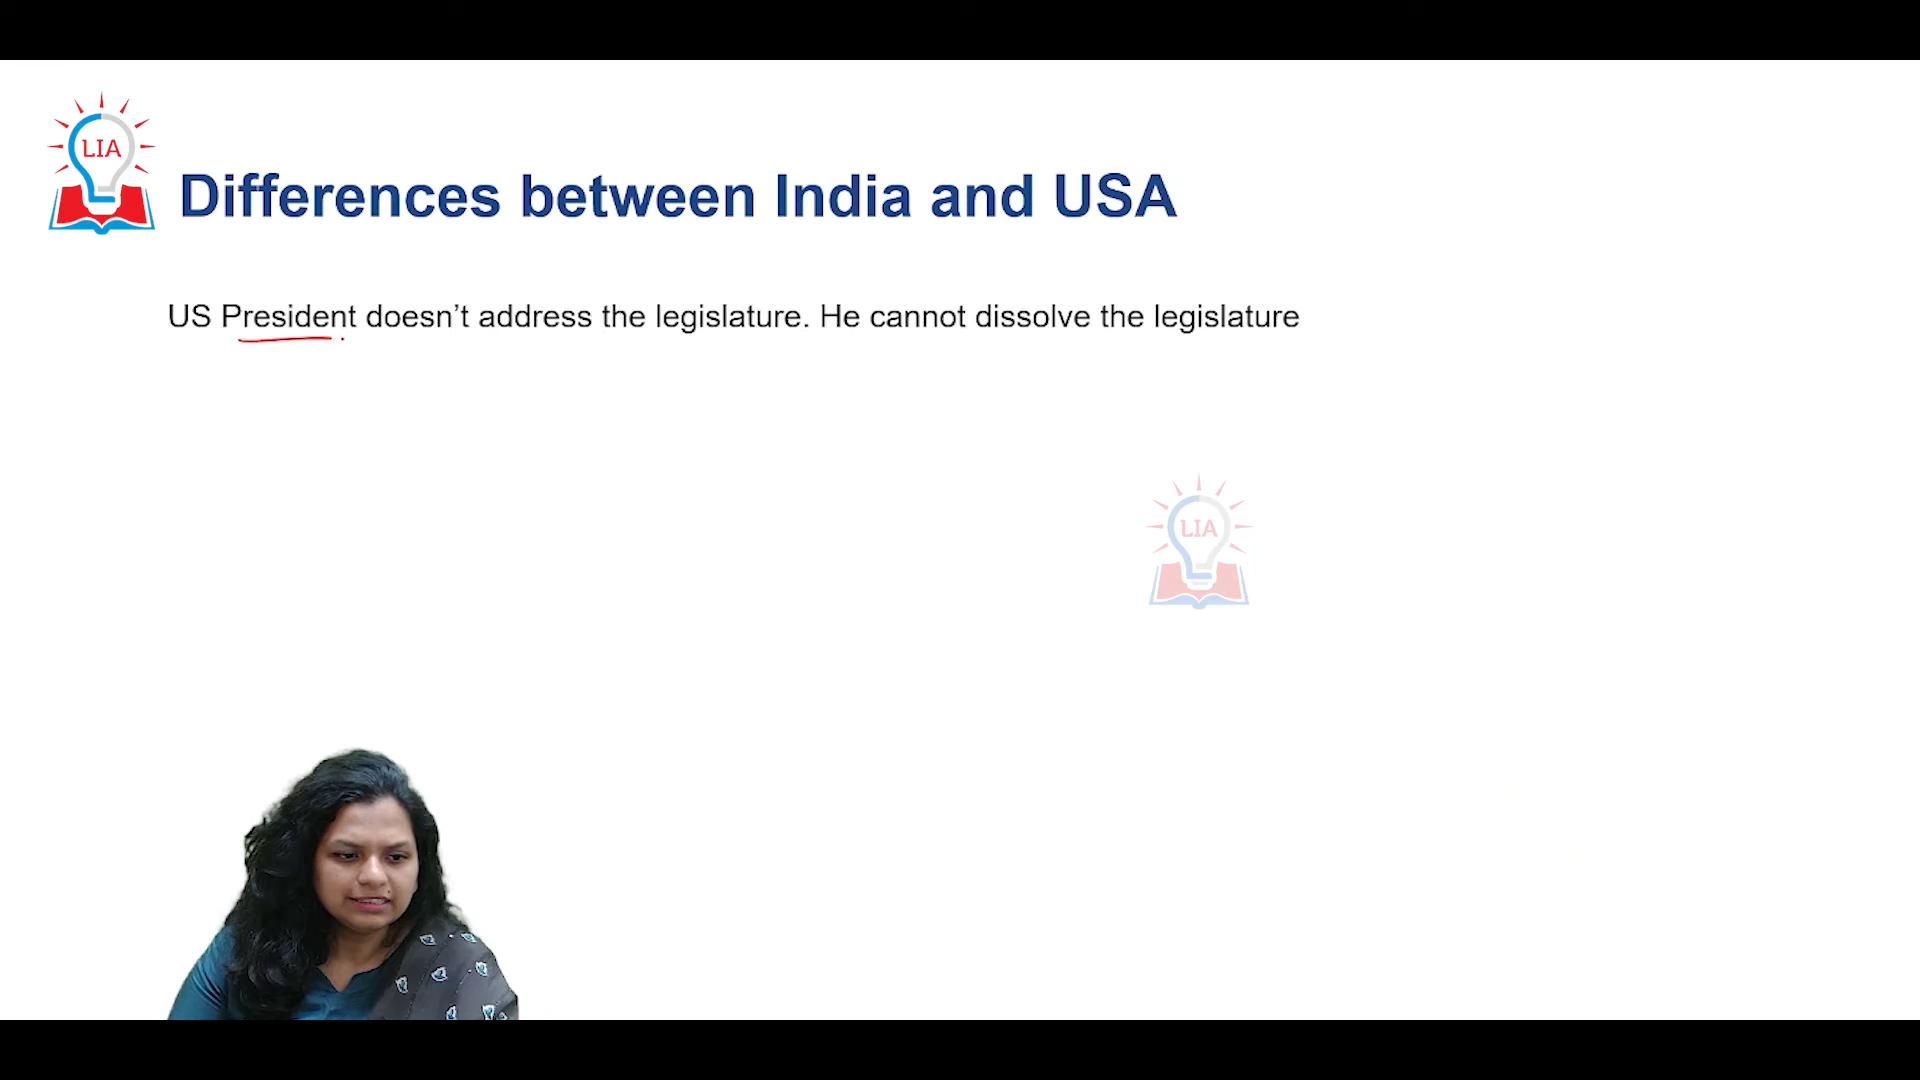 LIA
Differences between India and USA
US President doesn’t address the legislature. He cannot dissolve the legislature
LIA